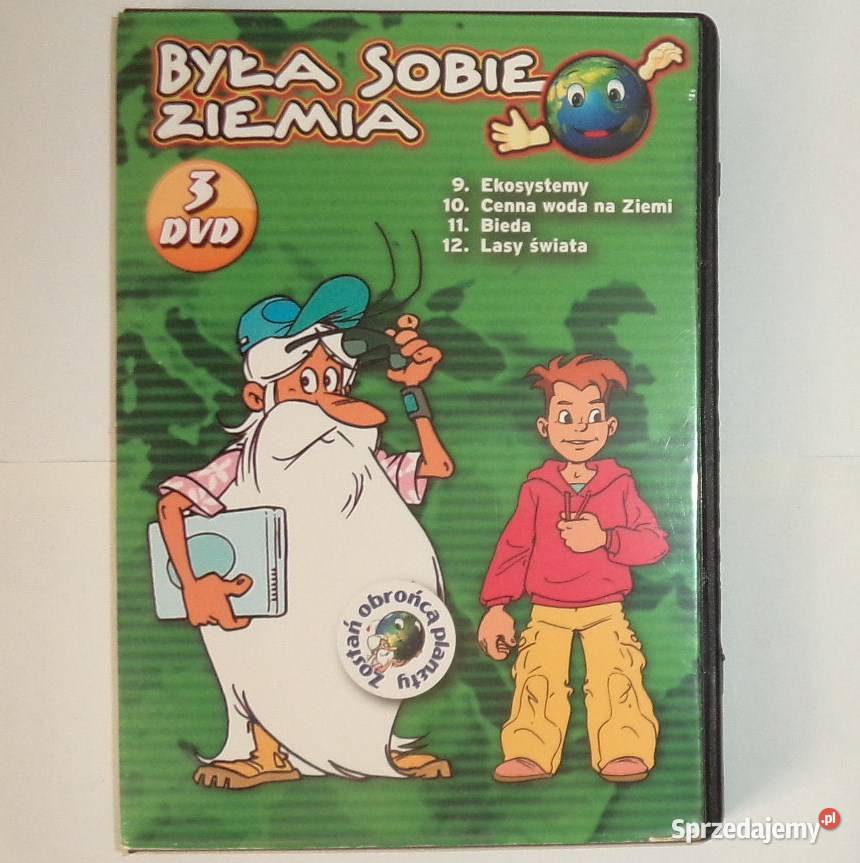 BYŁA SOBIE
ZIEMIA
3
DVD
9. Ekosystemy
10. Cenna woda na Ziemi
11. Bieda
12. Lasy świata
Zostań obrońcą planety
Sprzedajemy.pl